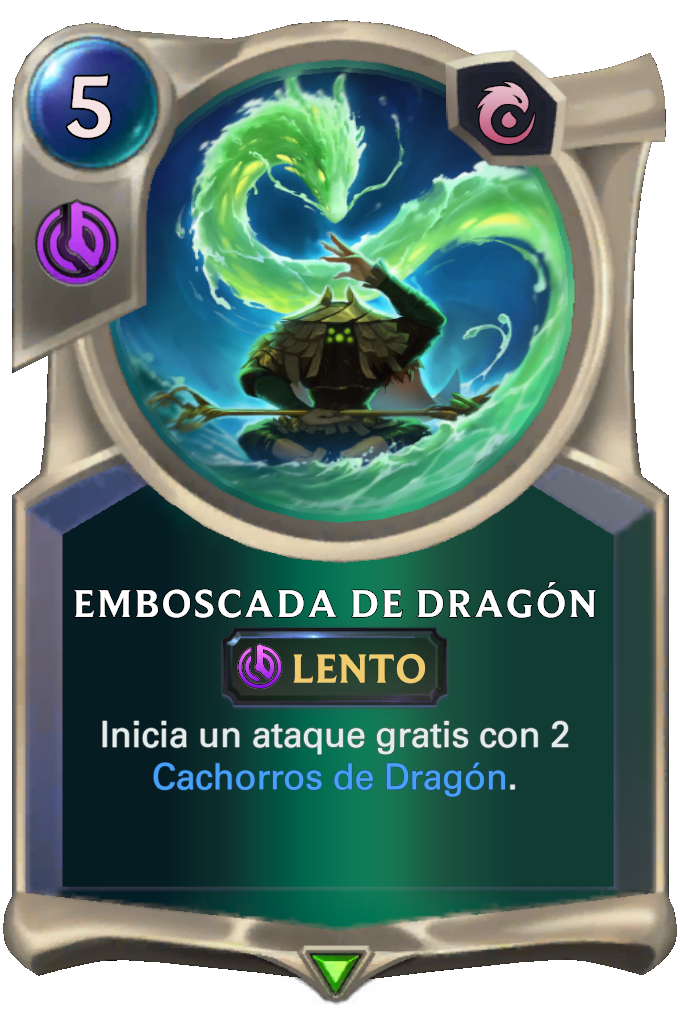 5
EMBOSCADA DE DRAGÓN
LENTO
Inicia un ataque gratis con 2
Cachorros de Dragón.